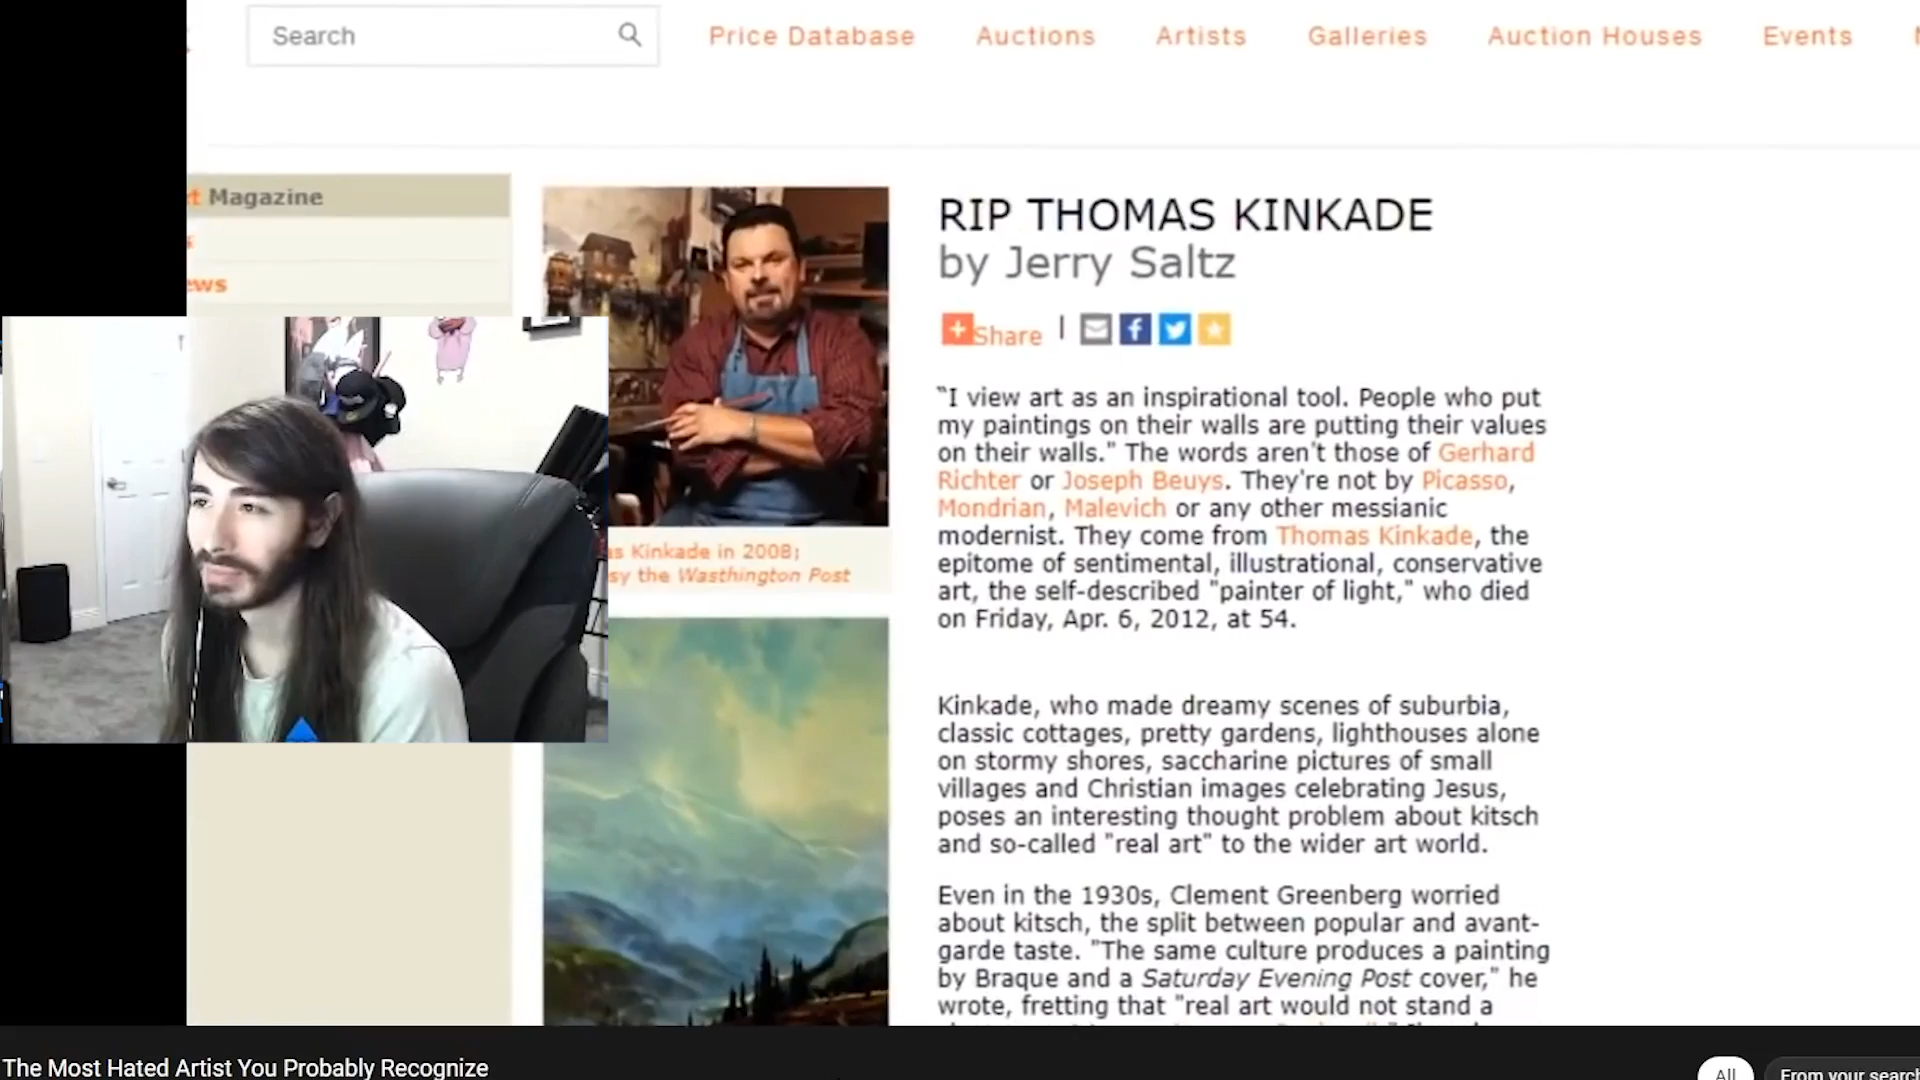 Search
Price Database
Auctions
Artists
Galleries
Auction Houses
Events
Magazine
RIP THOMAS KINKADE
by Jerry Saltz
Share |
Kinkade in 2008;
the Wasthington Post
"I view art as an inspirational tool. People who put
my paintings on their walls are putting their values
on their walls." The words aren't those of Gerhard
Richter or Joseph Beuys. They're not by Picasso,
Mondrian, Malevich or any other messianic
modernist. They come from Thomas Kinkade, the
epitome of sentimental, illustrational, conservative
art, the self-described "painter of light," who died
on Friday, Apr. 6, 2012, at 54.
Kinkade, who made dreamy scenes of suburbia,
classic cottages, pretty gardens, lighthouses alone
on stormy shores, saccharine pictures of small
villages and Christian images celebrating Jesus,
poses an interesting thought problem about kitsch
and so-called "real art" to the wider art world.
Even in the 1930s, Clement Greenberg worried
about kitsch, the split between popular and avant-
garde taste. "The same culture produces a painting
by Braque and a Saturday Evening Post cover," he
wrote, fretting that "real art would not stand a
The Most Hated Artist You Probably Recognize
All
From your search